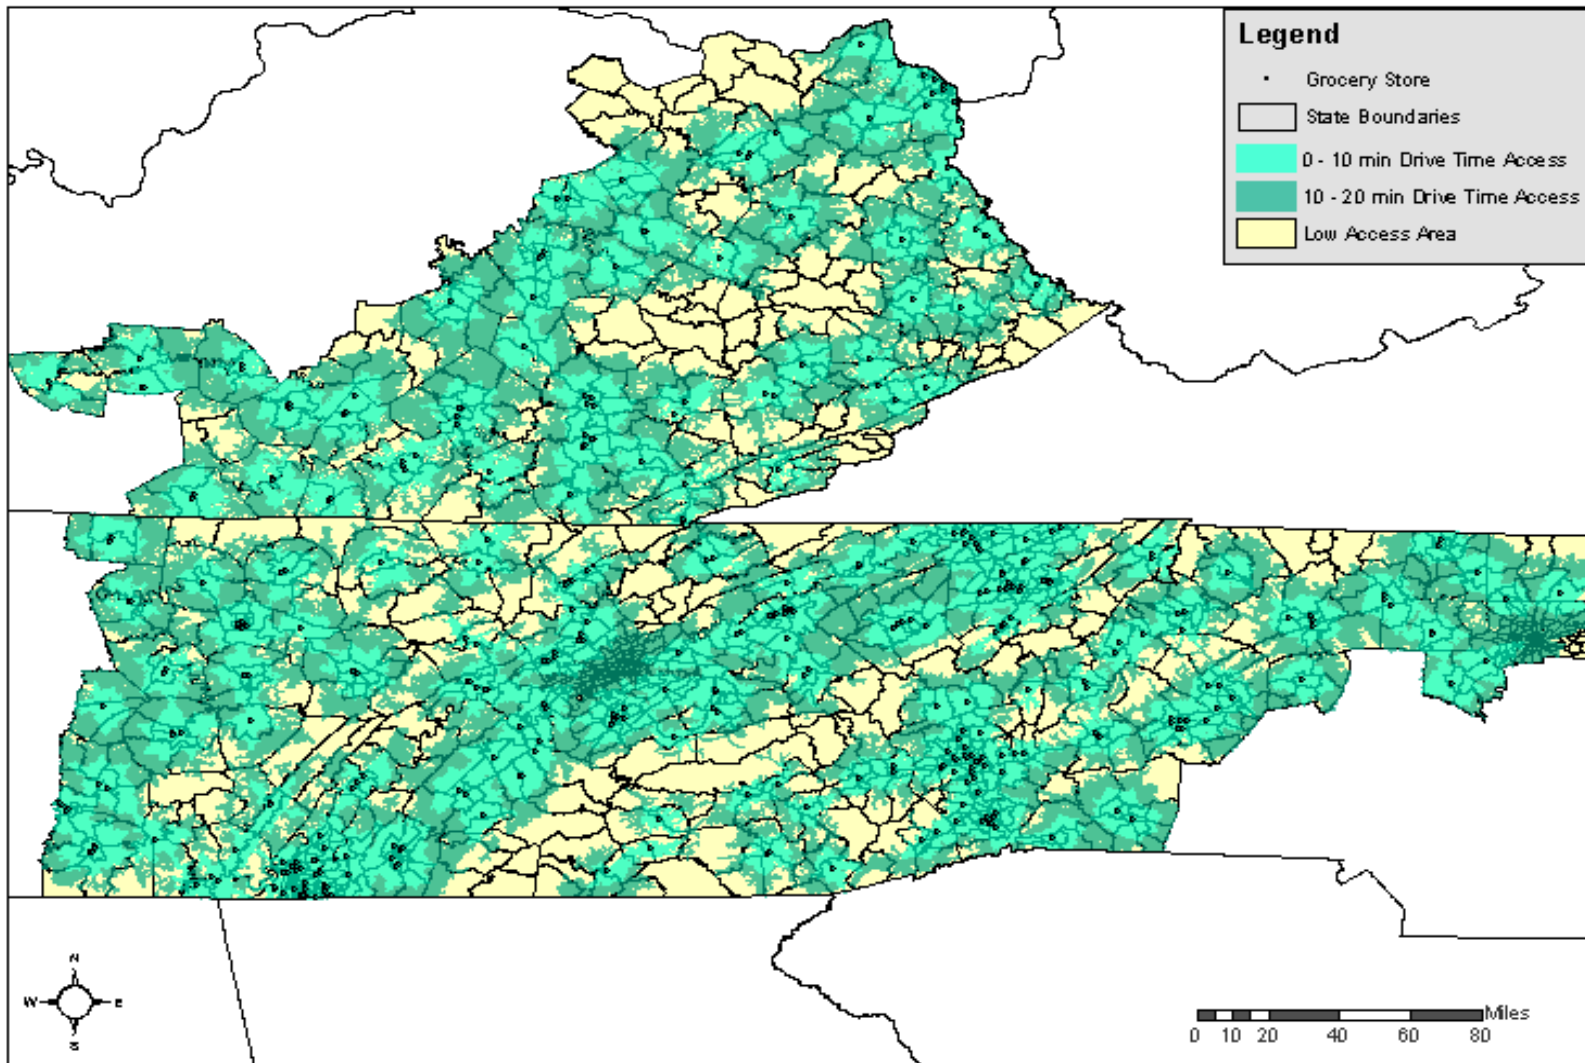 Legend
Grocery Store
State Boundaries
0 - 10 min Drive Time Access
10 - 20 min Drive Time Access
Low Access Area
N
W E
S
Miles
0 10 20 40 60 80